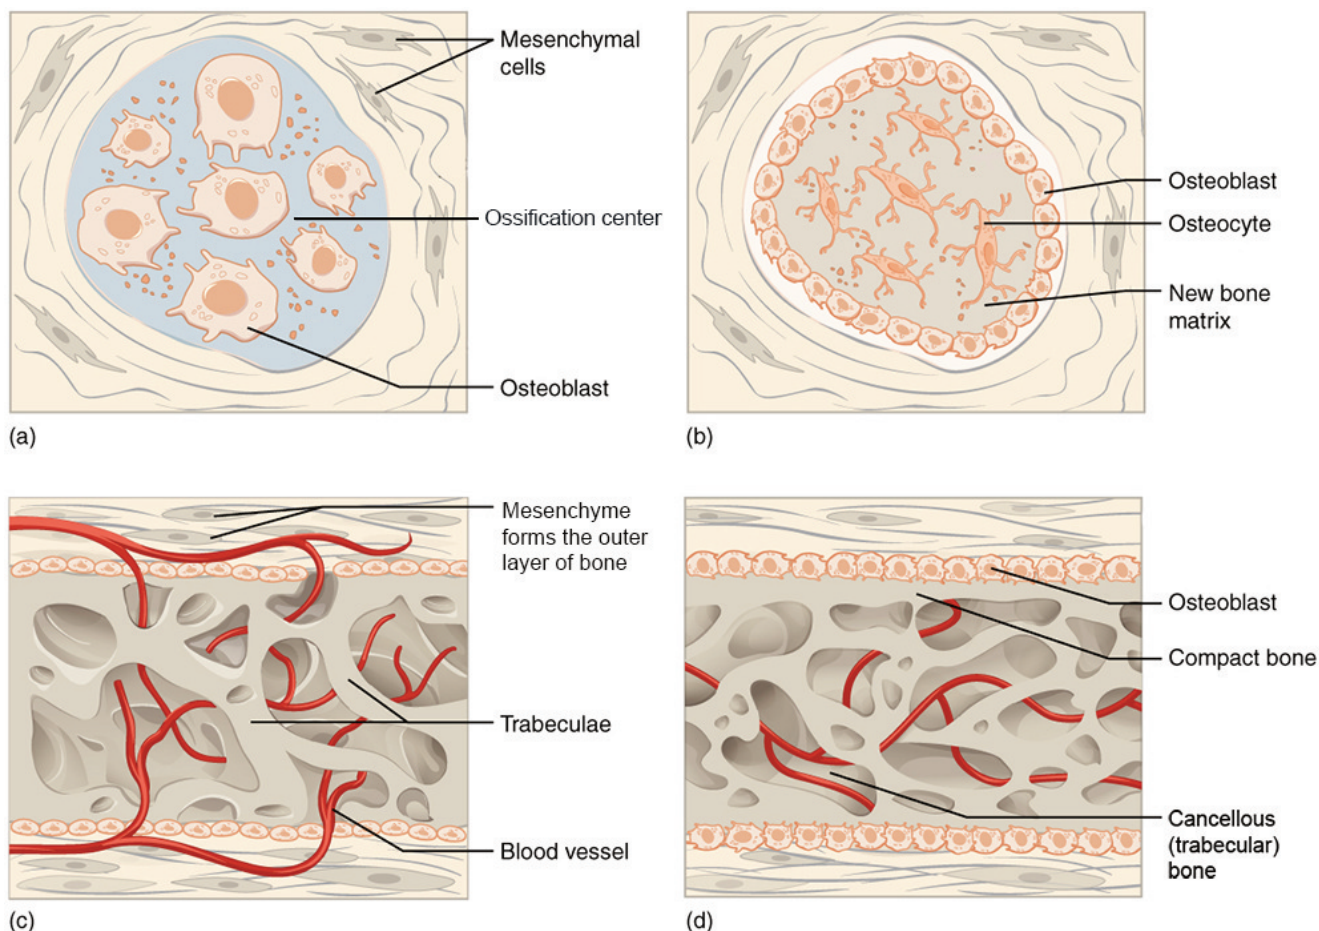 Mesenchymal
cells
Ossification center
Osteoblast
(a)
Osteoblast
Osteocyte
New bone
matrix
(b)
Mesenchyme
forms the outer
layer of bone
Trabeculae
Blood vessel
(c)
Osteoblast
Compact bone
Cancellous
(trabecular)
bone
(d)